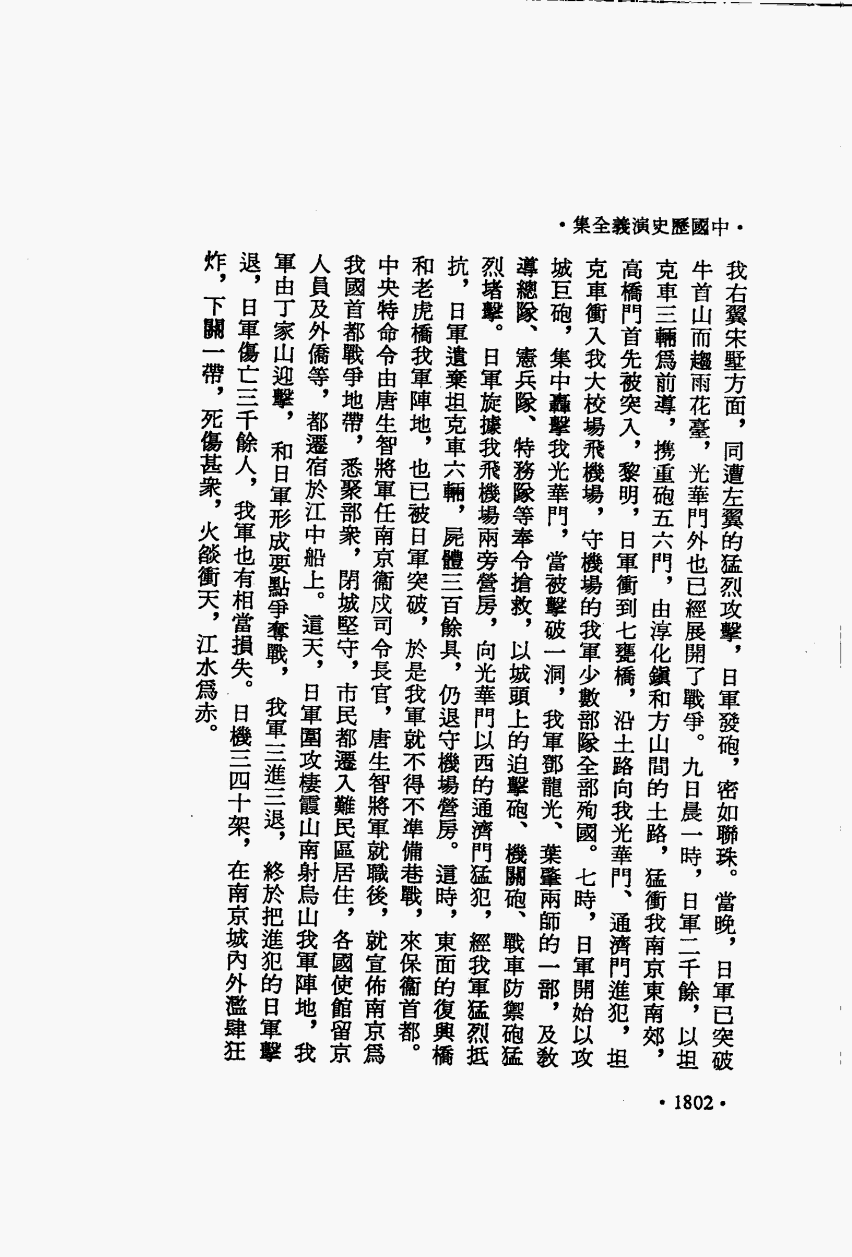 ·中國歷史演義全集·
我右翼宋墅方面，同遭左翼的猛烈攻擊，日軍發砲，密如聯珠。當晚，日軍已突破
牛首山而趨雨花臺，光華門外也已經展開了戰爭。九日晨一時，日軍二千餘，以坦
克車三輛爲前導，携重砲五六門，由淳化鎭和方山間的土路，猛衝我南京東南郊，
高橋門首先被突入，黎明，日軍衝到七甕橋，沿土路向我光華門、通濟門進犯，坦
克車衝入我大校場飛機場，守機場的我軍少數部隊全部殉國。七時，日軍開始以攻
城巨砲，集中轟擊我光華門，當被擊破一洞，我軍鄧龍光、葉肇兩師的一部，及敎
導總隊、憲兵隊、特務隊等奉令搶救，以城頭上的迫擊砲、機關砲、戰車防禦砲猛
烈堵擊。日軍旋據我飛機場兩旁營房，向光華門以西的通濟門猛犯，經我軍猛烈抵
抗，日軍遺棄坦克車六輛，屍體三百餘具，仍退守機場營房。這時，東面的復興橋
和老虎橋我軍陣地，也已被日軍突破，於是我軍就不得不準備巷戰，來保衞首都。
中央特命令由唐生智將軍任南京衞戍司令長官，唐生智將軍就職後，就宣佈南京爲
我國首都戰爭地帶，悉聚部衆，閉城堅守，市民都遷入難民區居住，各國使館留京
人員及外僑等，都遷宿於江中船上。這天，日軍圍攻棲霞山南射烏山我軍陣地，我
軍由丁家山迎擊，和日軍形成要點爭奪戰，我軍三進三退，終於把進犯的日軍擊
退，日軍傷亡三千餘人，我軍也有相當損失。日機三四十架，在南京城內外濫肆狂
炸，下關一帶，死傷甚衆，火燄衝天，江水爲赤。
·1802·